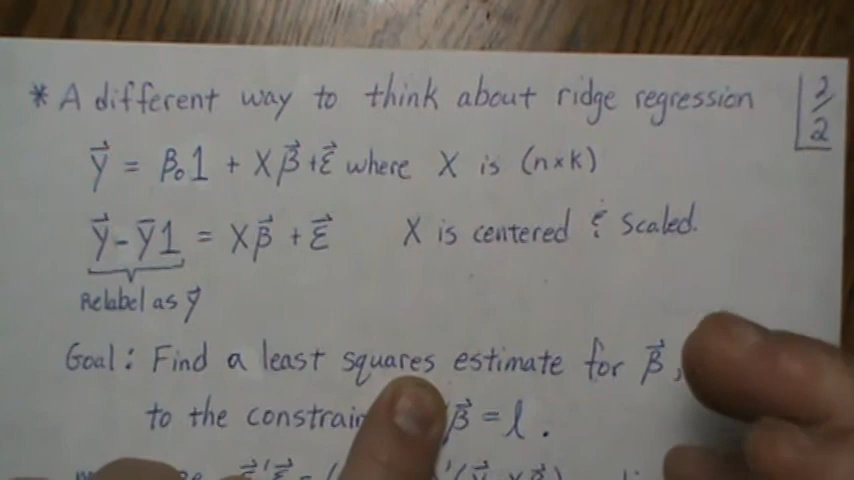 * A different way to think about ridge regression
2/2
y⃗ = β₀1 + Xβ⃗ + ε⃗ where X is (n×k)
y⃗ - ȳ1 = Xβ⃗ + ε⃗ X is centered & scaled.
Relabel as y⃗
Goal: Find a least squares estimate for β⃗,
to the constrain β⃗ = l.